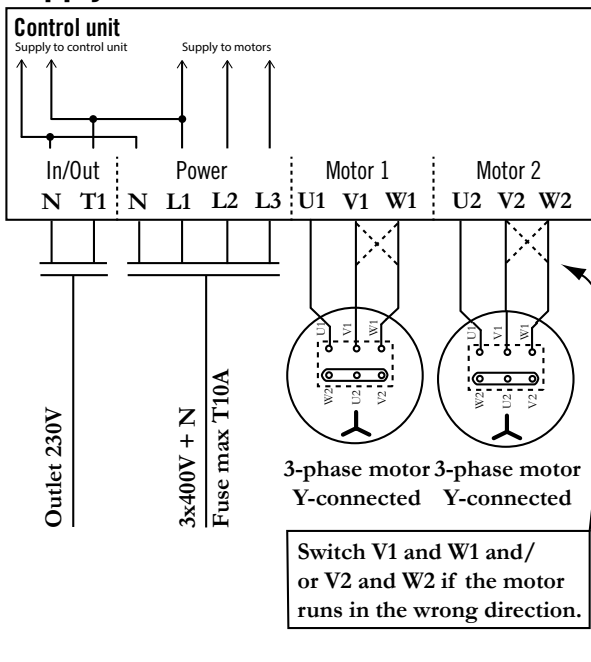 Control unit
Supply to control unit
Supply to motors
In/Out Power Motor 1 Motor 2
N T1 N L1 L2 L3 U1 V1 W1 U2 V2 W2
U1 V1 W1
W2 U2 V2
U1 V1 W1
W2 U2 V2
Outlet 230V
3x400V + N
Fuse max T10A
3-phase motor
Y-connected
3-phase motor
Y-connected
Switch V1 and W1 and/
or V2 and W2 if the motor
runs in the wrong direction.